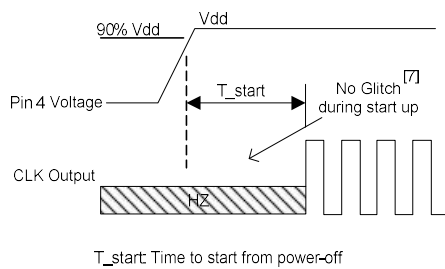 Vdd
90% Vdd
T_start
No Glitch [7]
during start up
Pin 4 Voltage
CLK Output
HZ
T_start: Time to start from power-off